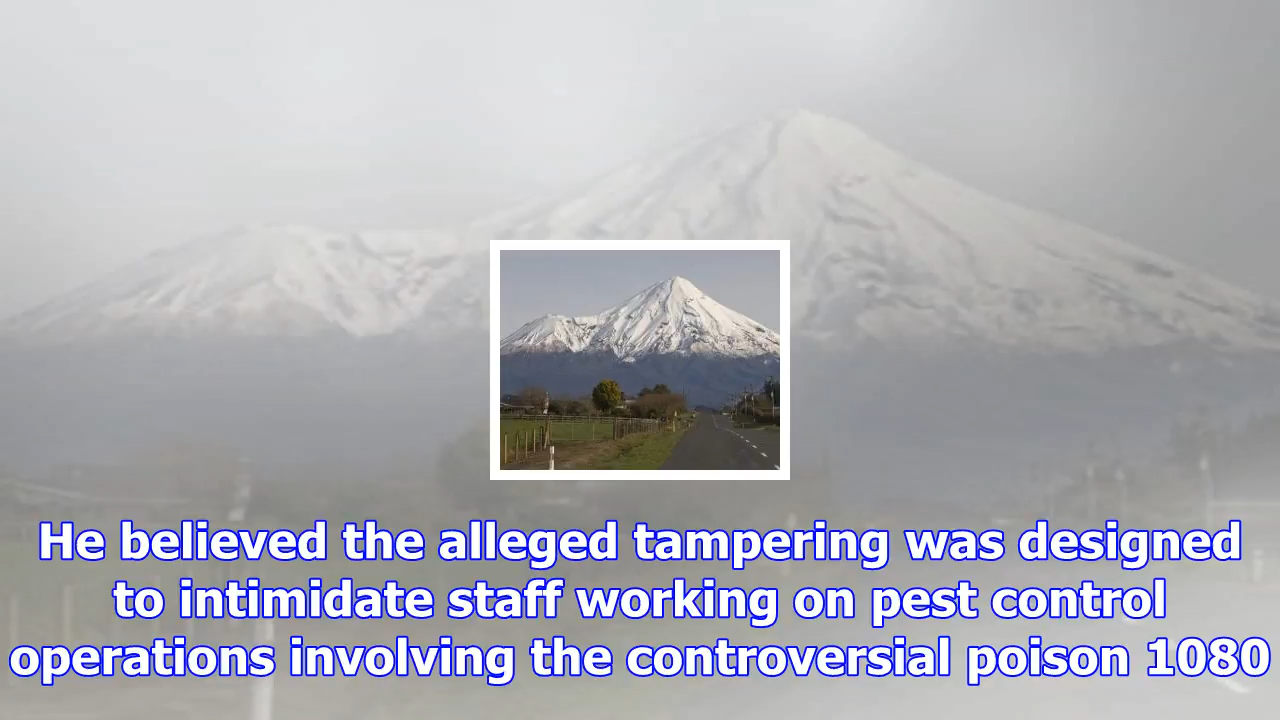 He believed the alleged tampering was designed
to intimidate staff working on pest control
operations involving the controversial poison 1080